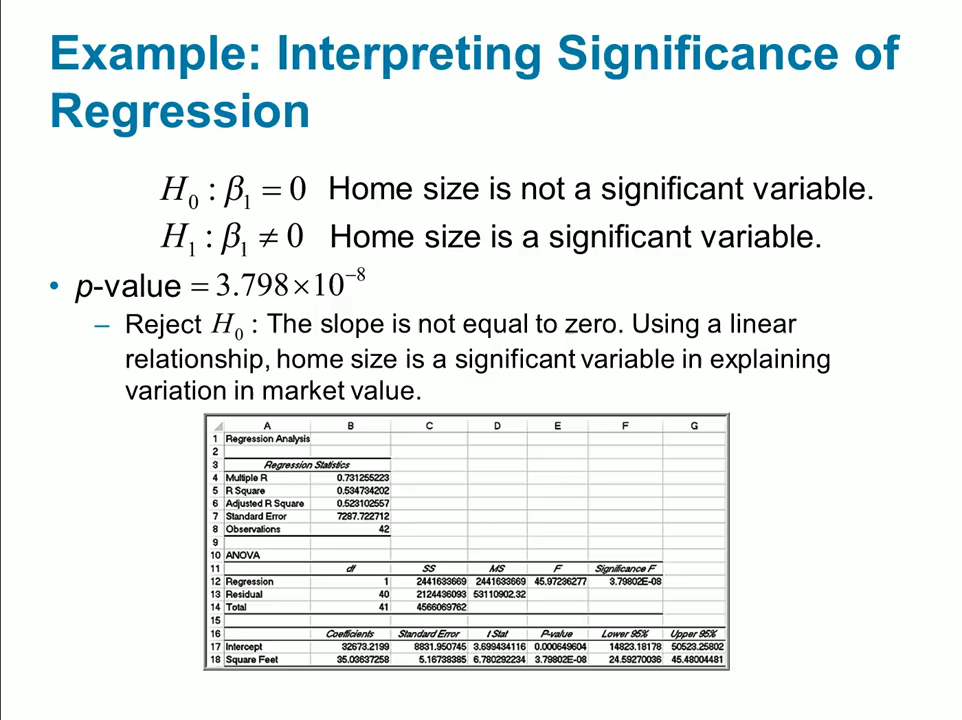 Example: Interpreting Significance of
Regression
H₀ : β₁ = 0 Home size is not a significant variable.
H₁ : β₁ ≠ 0 Home size is a significant variable.
• p-value = 3.798 × 10⁻⁸
– Reject H₀ : The slope is not equal to zero. Using a linear
relationship, home size is a significant variable in explaining
variation in market value.
A B C D E F G
1 Regression Analysis
2
3 Regression Statistics
4 Multiple R 0.731255223
5 R Square 0.534734202
6 Adjusted R Square 0.523102557
7 Standard Error 7287.722712
8 Observations 42
9
10 ANOVA
11 df SS MS F Significance F
12 Regression 1 2441633669 2441633669 45.97236277 3.79802E-08
13 Residual 40 2124436093 53110902.32
14 Total 41 4566069762
15
16 Coefficients Standard Error t Stat P-value Lower 95% Upper 95%
17 Intercept 32673.2199 8831.950745 3.699434116 0.000649604 14823.18178 50523.25802
18 Square Feet 35.03637258 5.16738385 6.780292234 3.79802E-08 24.59270036 45.48004481